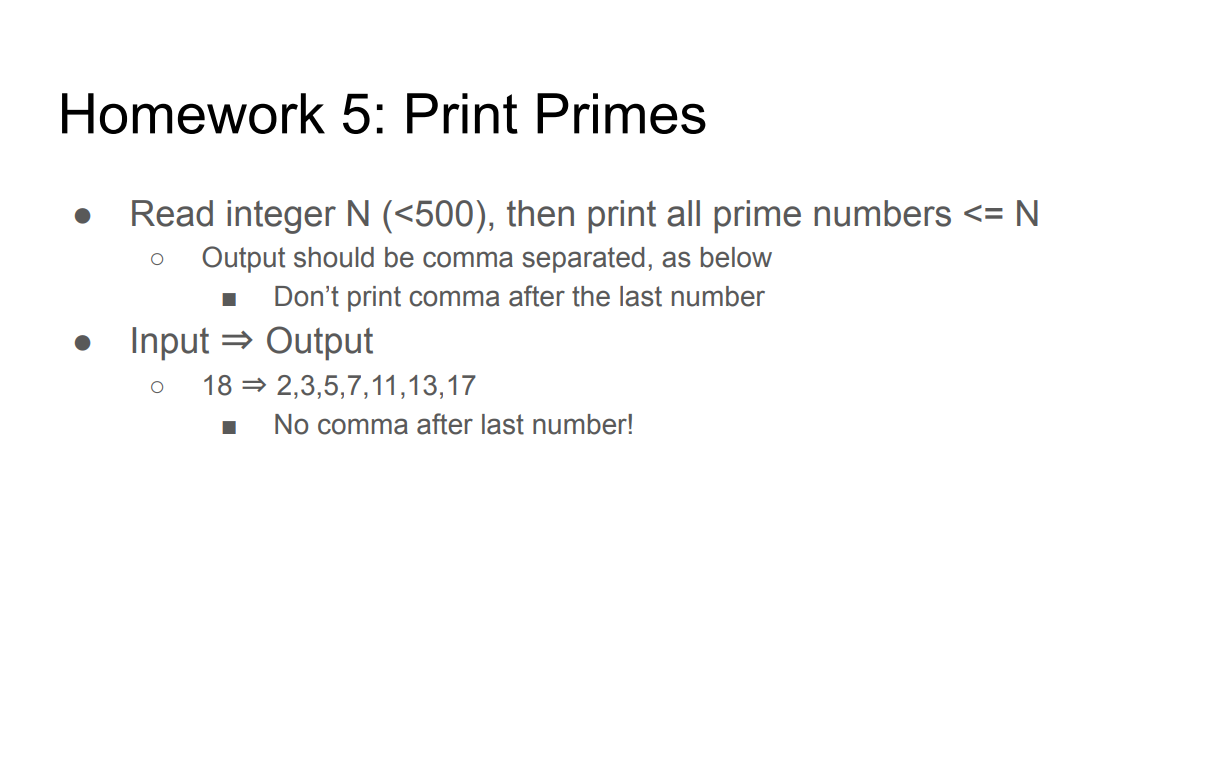 Homework 5: Print Primes
● Read integer N (<500), then print all prime numbers <= N
○ Output should be comma separated, as below
■ Don’t print comma after the last number
● Input ⇒ Output
○ 18 ⇒ 2,3,5,7,11,13,17
■ No comma after last number!